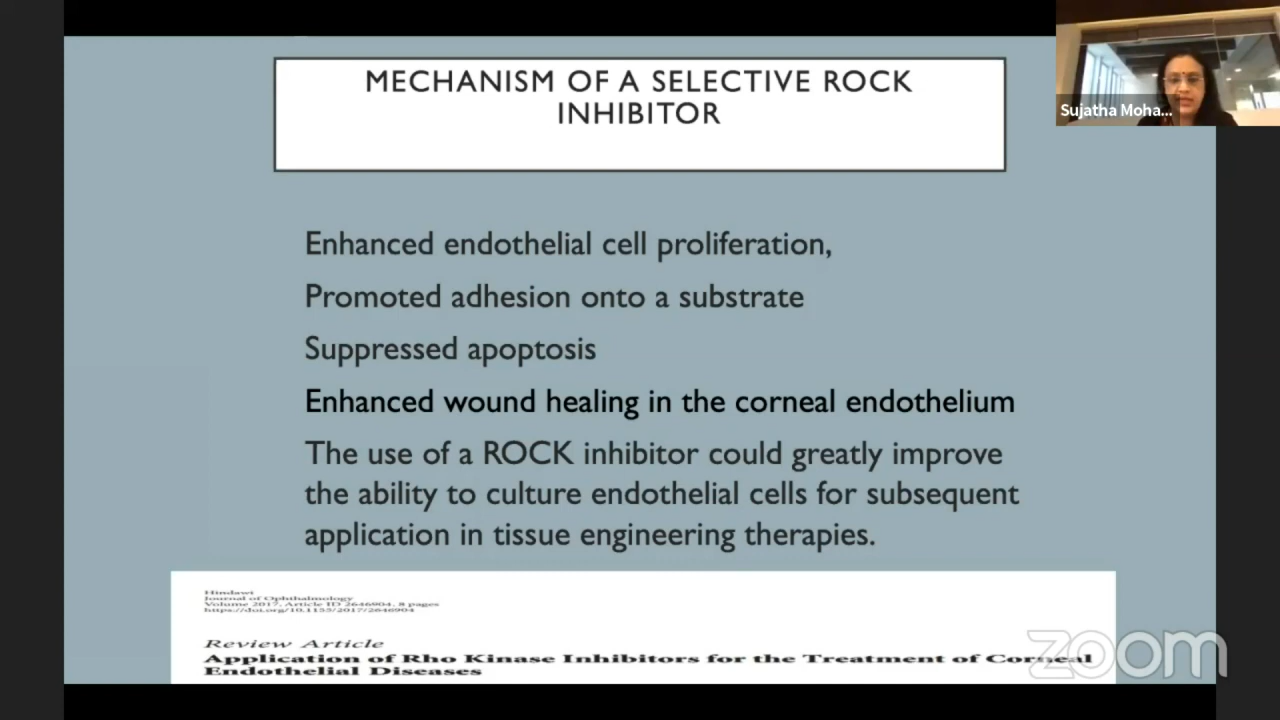 MECHANISM OF A SELECTIVE ROCK
INHIBITOR
Sujatha Moha...
Enhanced endothelial cell proliferation,
Promoted adhesion onto a substrate
Suppressed apoptosis
Enhanced wound healing in the corneal endothelium
The use of a ROCK inhibitor could greatly improve
the ability to culture endothelial cells for subsequent
application in tissue engineering therapies.
Hindawi
Journal of Ophthalmology
Volume 2017, Article ID 2646904, 8 pages
https://doi.org/10.1155/2017/2646904
Review Article
Application of Rho Kinase Inhibitors for the Treatment of Corneal
Endothelial Diseases
zoom